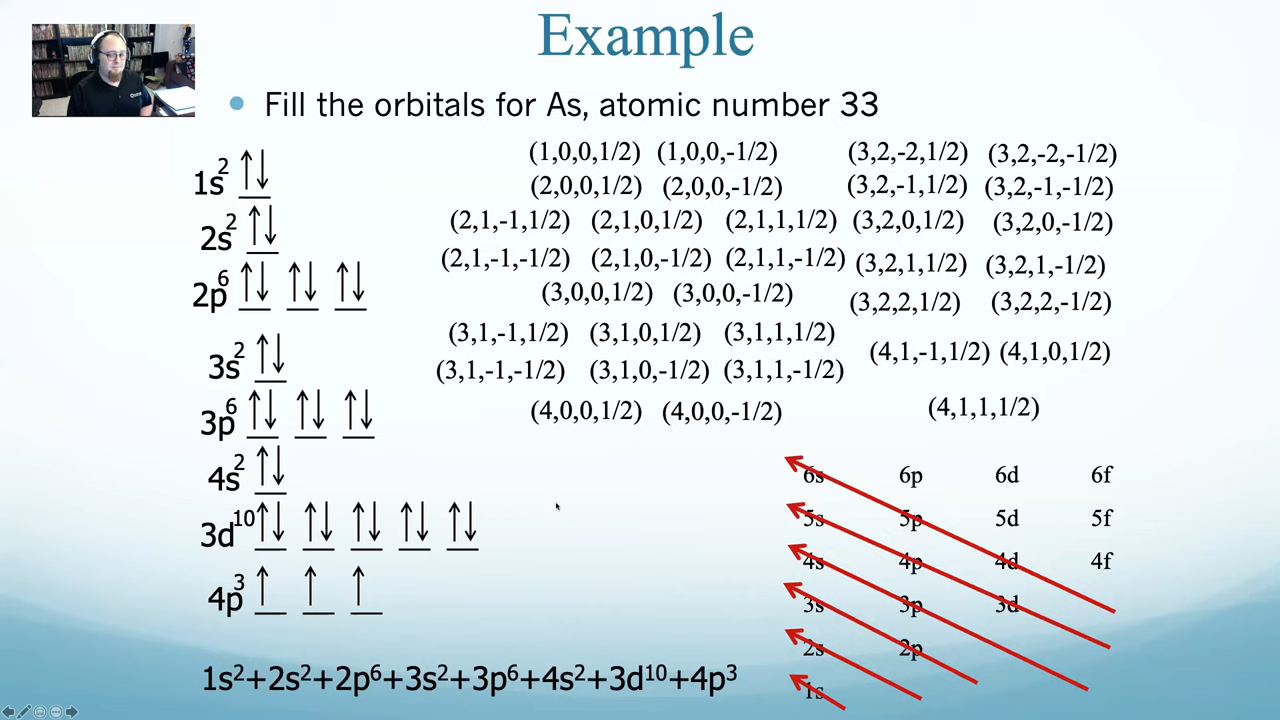 Example
• Fill the orbitals for As, atomic number 33
1s² ↑↓
2s² ↑↓
2p⁶ ↑↓ ↑↓ ↑↓
3s² ↑↓
3p⁶ ↑↓ ↑↓ ↑↓
4s² ↑↓
3d¹⁰ ↑↓ ↑↓ ↑↓ ↑↓ ↑↓
4p³ ↑ ↑ ↑
1s²+2s²+2p⁶+3s²+3p⁶+4s²+3d¹⁰+4p³
(1,0,0,1/2) (1,0,0,-1/2)
(2,0,0,1/2) (2,0,0,-1/2)
(2,1,-1,1/2) (2,1,0,1/2) (2,1,1,1/2)
(2,1,-1,-1/2) (2,1,0,-1/2) (2,1,1,-1/2)
(3,0,0,1/2) (3,0,0,-1/2)
(3,1,-1,1/2) (3,1,0,1/2) (3,1,1,1/2)
(3,1,-1,-1/2) (3,1,0,-1/2) (3,1,1,-1/2)
(4,0,0,1/2) (4,0,0,-1/2)
(3,2,-2,1/2) (3,2,-2,-1/2)
(3,2,-1,1/2) (3,2,-1,-1/2)
(3,2,0,1/2) (3,2,0,-1/2)
(3,2,1,1/2) (3,2,1,-1/2)
(3,2,2,1/2) (3,2,2,-1/2)
(4,1,-1,1/2) (4,1,0,1/2)
(4,1,1,1/2)
6s 6p 6d 6f
5s 5p 5d 5f
4s 4p 4d 4f
3s 3p 3d
2s 2p
1s